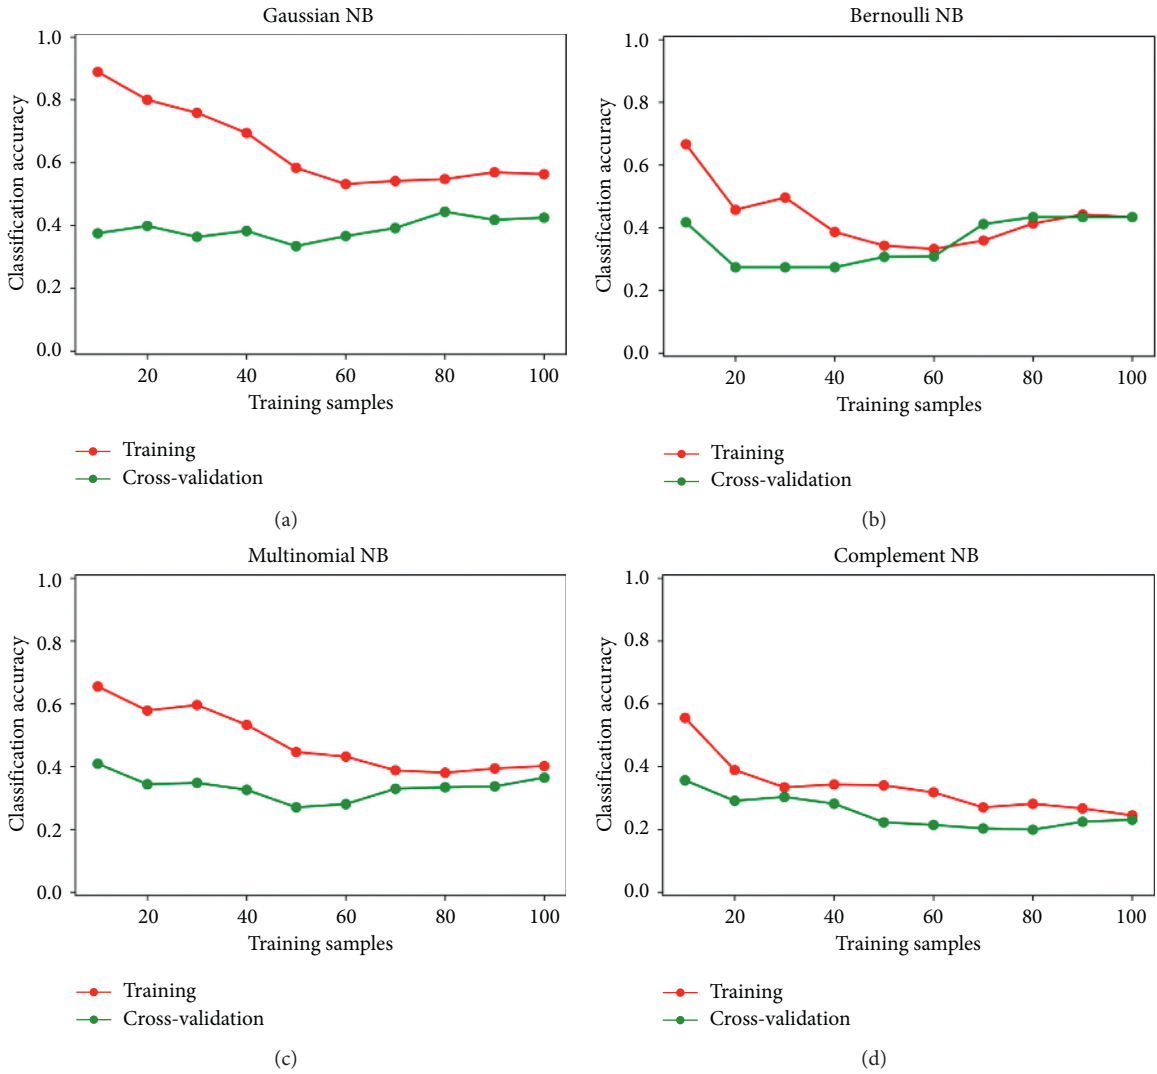 Gaussian NB
Classification accuracy
1.0
0.8
0.6
0.4
0.2
0.0
20 40 60 80 100
Training samples
Training
Cross-validation
(a)
Bernoulli NB
Classification accuracy
1.0
0.8
0.6
0.4
0.2
0.0
20 40 60 80 100
Training samples
Training
Cross-validation
(b)
Multinomial NB
Classification accuracy
1.0
0.8
0.6
0.4
0.2
0.0
20 40 60 80 100
Training samples
Training
Cross-validation
(c)
Complement NB
Classification accuracy
1.0
0.8
0.6
0.4
0.2
0.0
20 40 60 80 100
Training samples
Training
Cross-validation
(d)